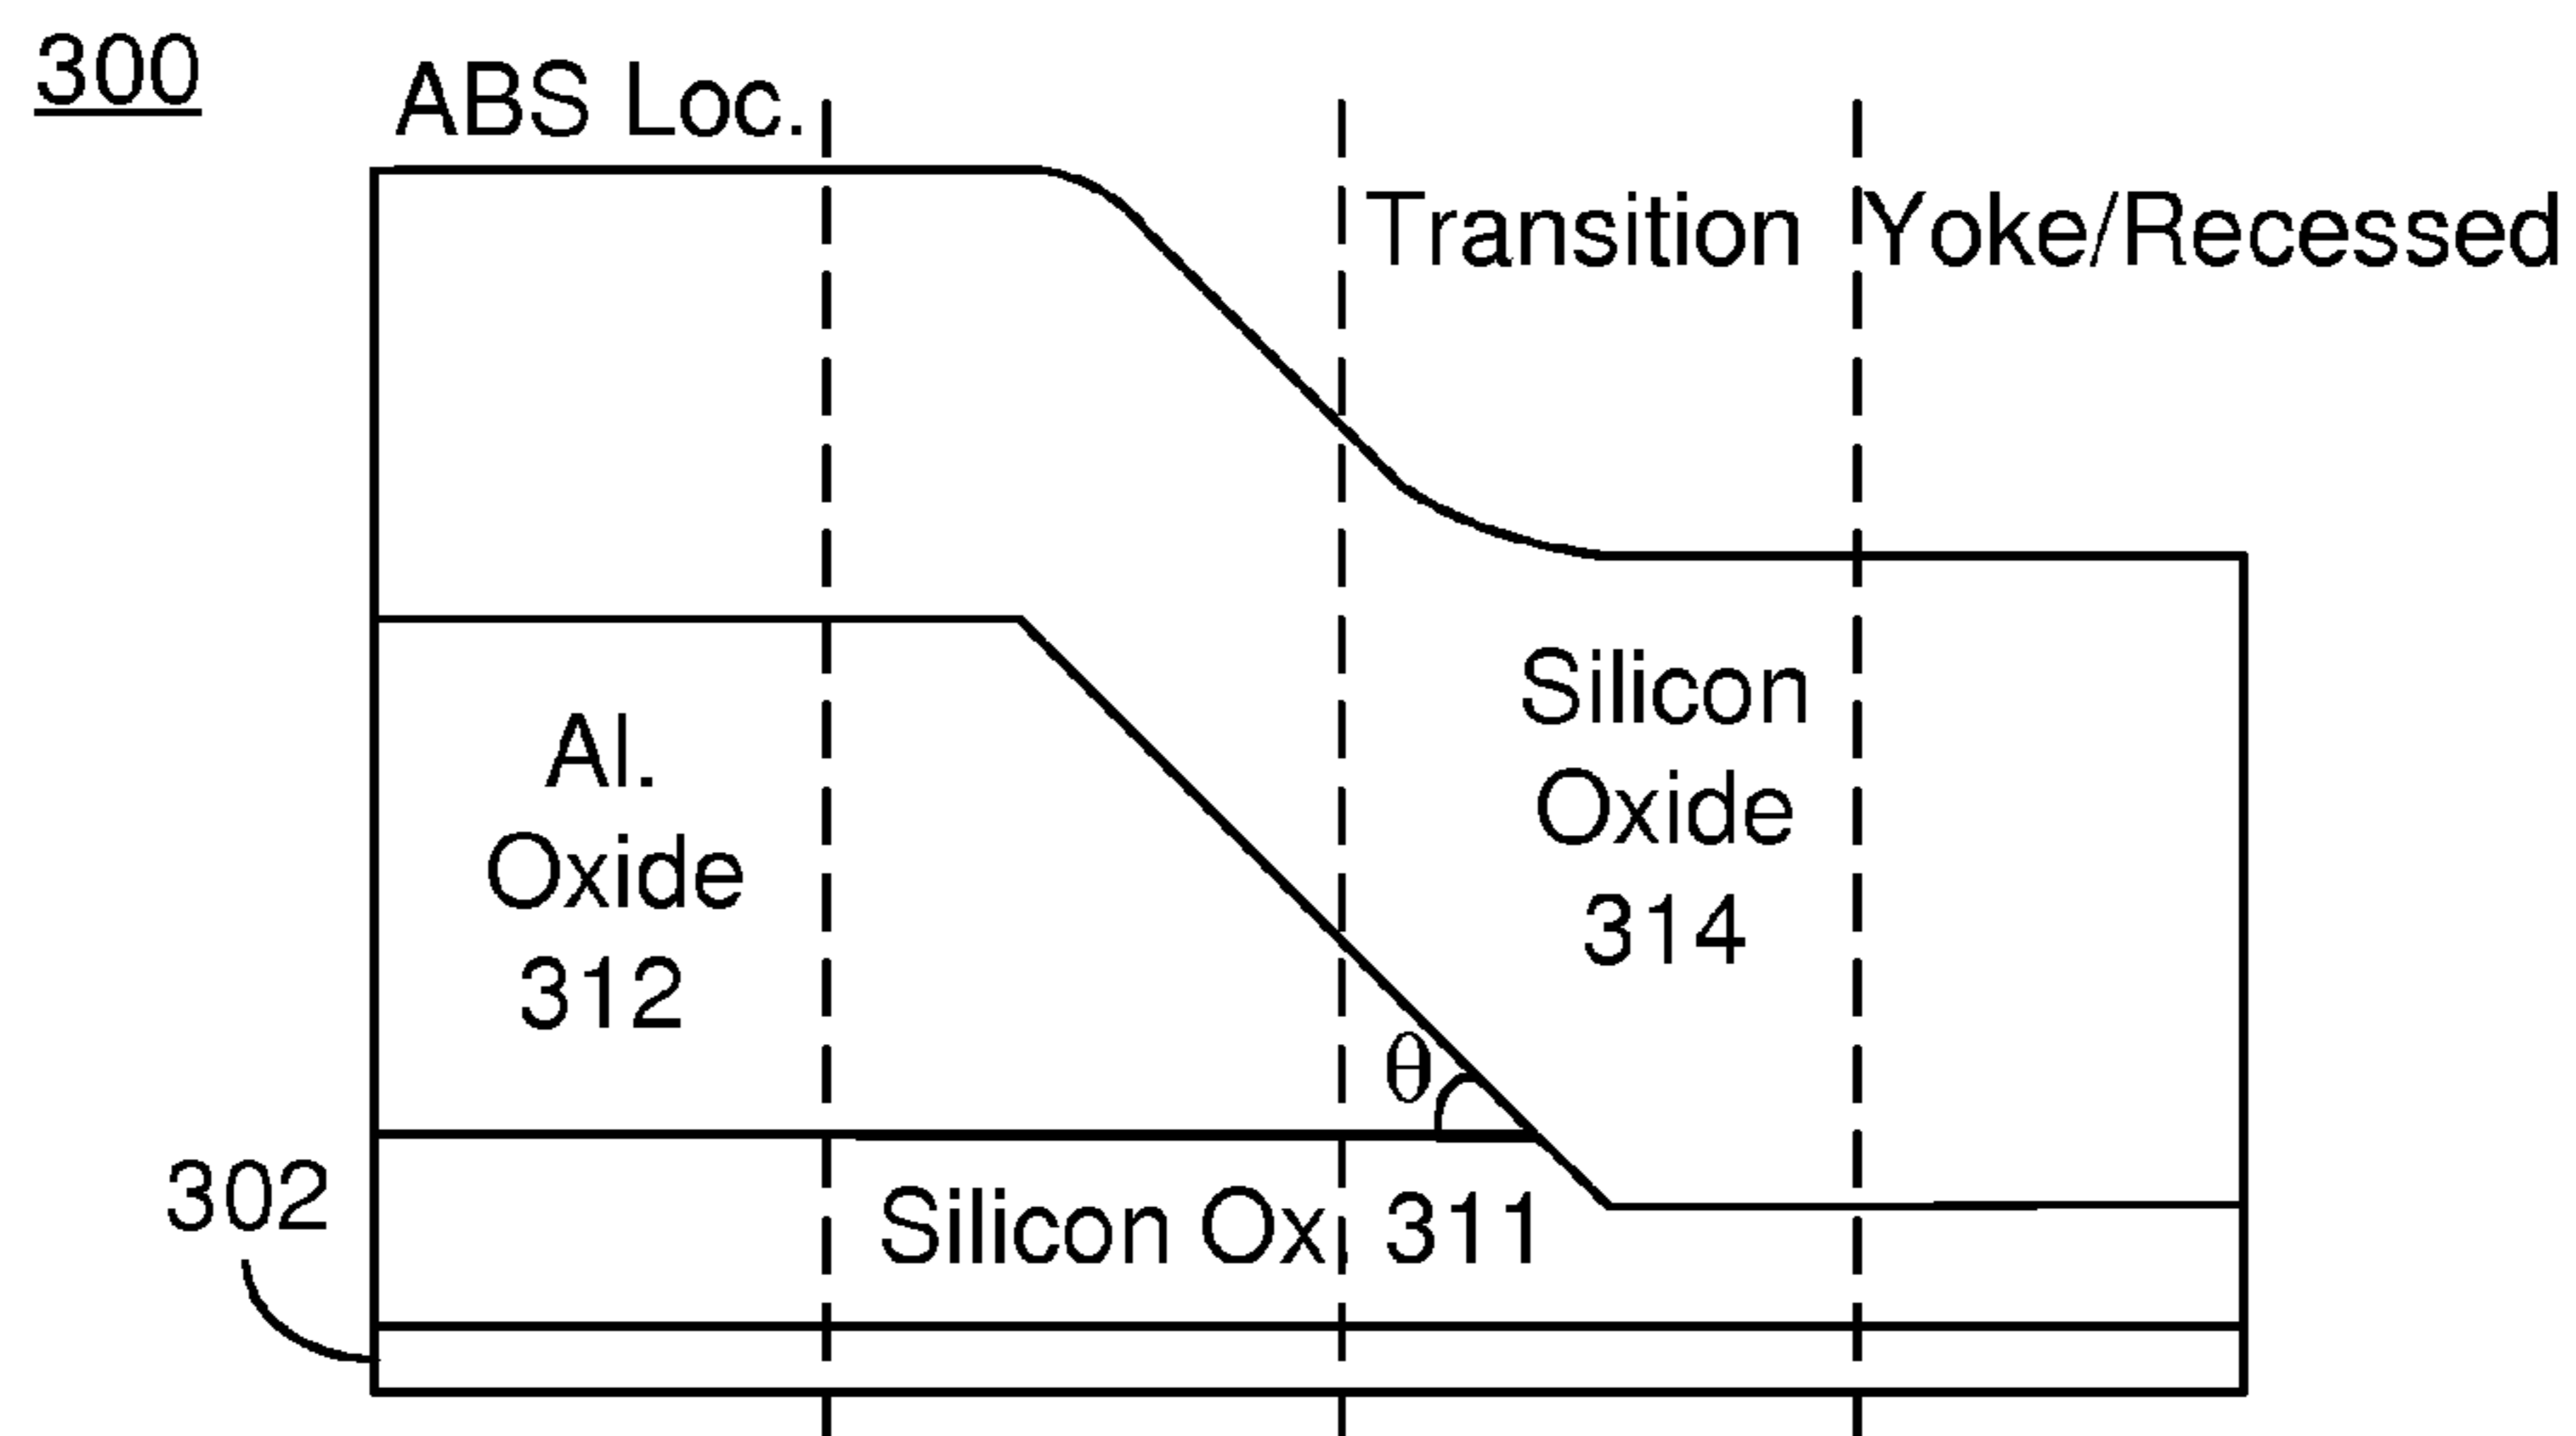 300
ABS Loc.
Transition
Yoke/Recessed
Al.
Oxide
312
Silicon
Oxide
314
θ
302
Silicon Ox. 311